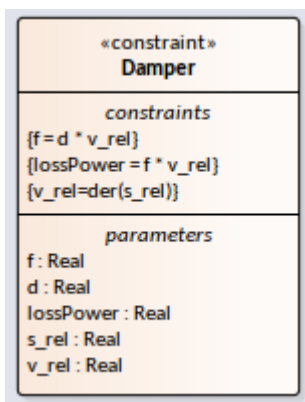 «constraint»
Damper
constraints
{f=d * v_rel}
{lossPower=f * v_rel}
{v_rel=der(s_rel)}
parameters
f : Real
d : Real
lossPower : Real
s_rel : Real
v_rel : Real